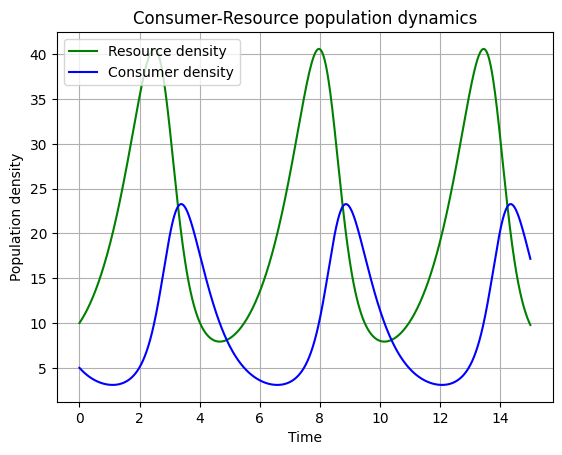 Consumer-Resource population dynamics
Resource density
Consumer density
Population density
40
35
30
25
20
15
10
5
0 2 4 6 8 10 12 14
Time